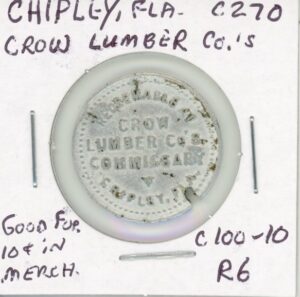 CHIPLEY, FLA. C270
CROW LUMBER CO.'S
CROW
LUMBER CO'S
COMMISSARY
CHIPLEY, FLA.
GOOD FOR
10¢ IN
MERCH.
C100-10
R6